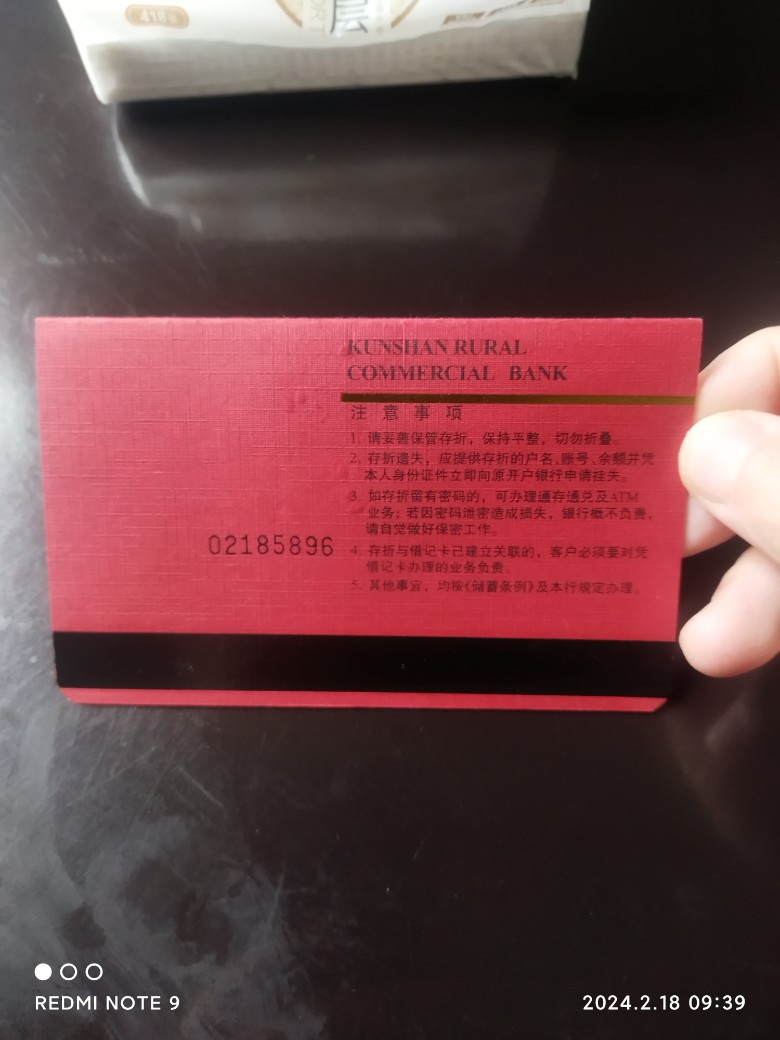 418g
KUNSHAN RURAL
COMMERCIAL BANK
注意事项
1. 请妥善保管存折，保持平整，切勿折叠。
2. 存折遗失，应提供存折的户名、账号、余额并凭
本人身份证件立即向原开户银行申请挂失。
3. 如存折留有密码的，可办理通存通兑及ATM
业务；若因密码泄密造成损失，银行概不负责，
请自觉做好保密工作。
02185896
4. 存折与借记卡已建立关联的，客户必须要对凭
借记卡办理的业务负责。
5. 其他事宜，均按《储蓄条例》及本行规定办理。
REDMI NOTE 9
2024.2.18 09:39